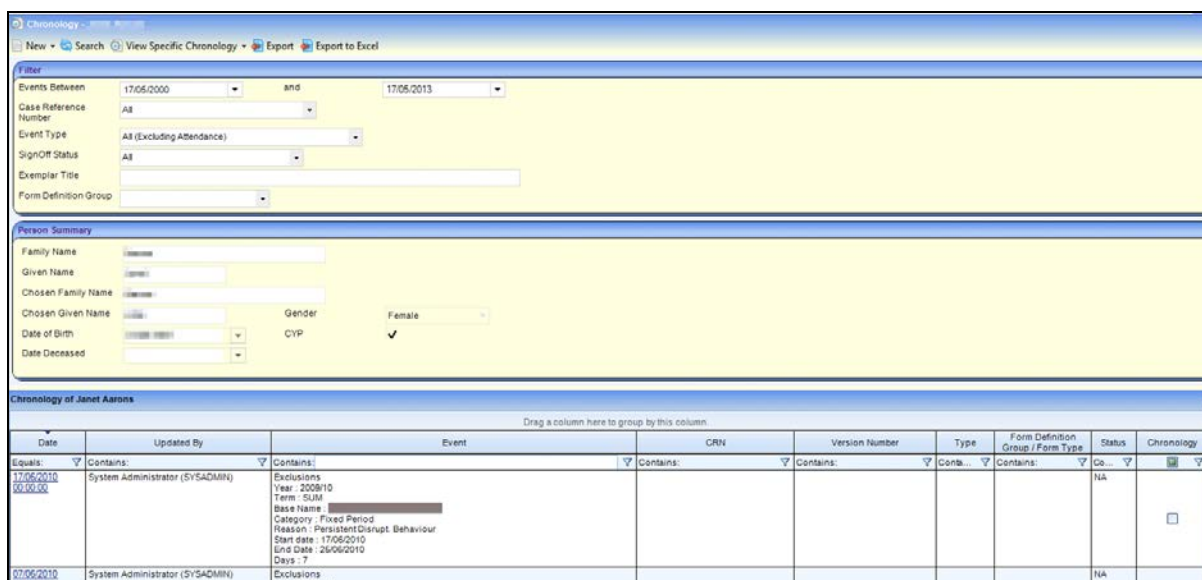 Chronology -
New Search View Specific Chronology Export Export to Excel
Filter
Events Between 17/05/2000 and 17/05/2013
Case Reference
Number All
Event Type All (Excluding Attendance)
SignOff Status All
Exemplar Title
Form Definition Group
Person Summary
Family Name
Given Name
Chosen Family Name
Chosen Given Name Gender Female
Date of Birth CYP ✓
Date Deceased
Chronology of Janet Aarons
Drag a column here to group by this column.
Date Updated By Event CRN Version Number Type Form Definition Group / Form Type Status Chronology
Equals: Contains: Contains: Contains: Contains: Conta... Contains: Co...
17/06/2010 System Administrator (SYSADMIN) Exclusions NA
00:00:00 Year : 2009/10
Term : SUM
Base Name :
Category : Fixed Period
Reason : Persistent Disrupt. Behaviour
Start date : 17/06/2010
End Date : 25/06/2010
Days : 7
07/06/2010 System Administrator (SYSADMIN) Exclusions NA